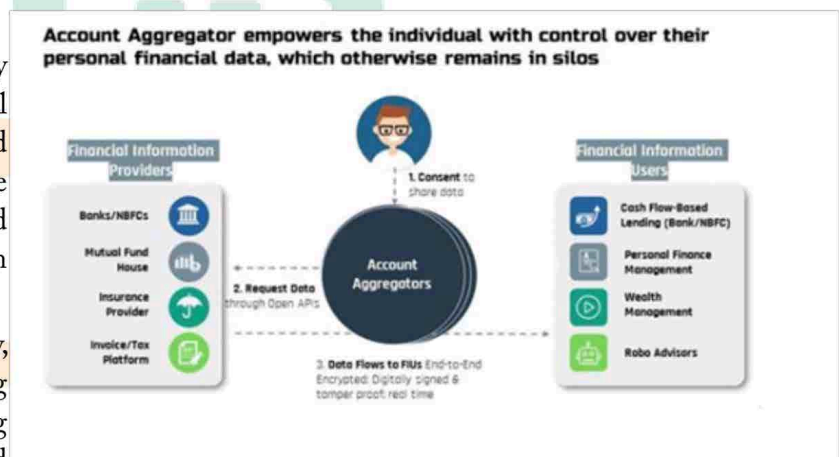 Account Aggregator empowers the individual with control over their
personal financial data, which otherwise remains in silos
Financial Information
Providers
Banks/NBFCs
Mutual Fund
House
Insurance
Provider
Invoice/Tax
Platform
1. Consent to
share data
Account
Aggregators
2. Request Data
through Open APIs
3. Data Flows to FIUs End-to-End
Encrypted: Digitally signed &
tamper proof: real time
Financial Information
Users
Cash Flow-Based
Lending (Bank/NBFC)
Personal Finance
Management
Wealth
Management
Robo Advisors